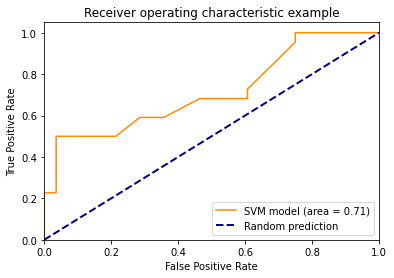 Receiver operating characteristic example
True Positive Rate
1.0
0.8
0.6
0.4
0.2
0.0
SVM model (area = 0.71)
Random prediction
0.0 0.2 0.4 0.6 0.8 1.0
False Positive Rate